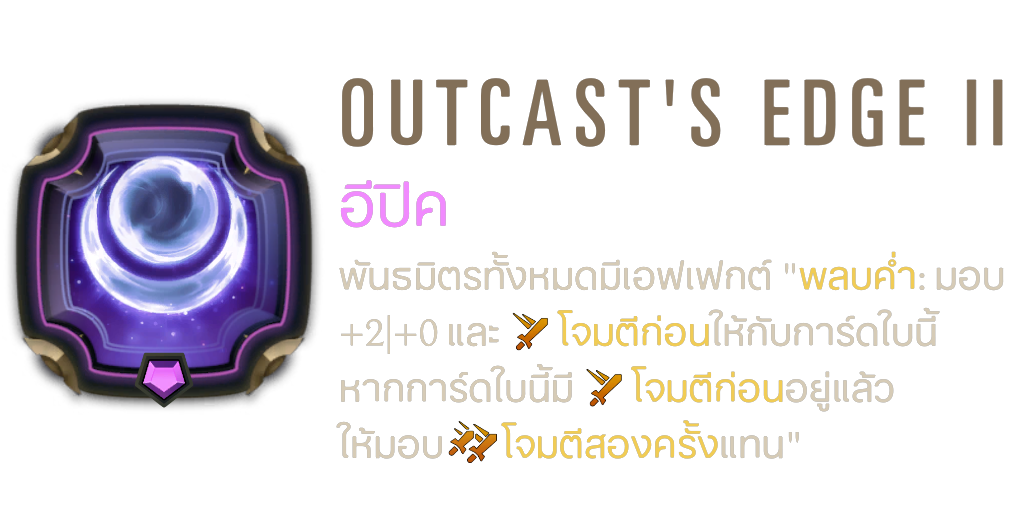 OUTCAST'S EDGE II
อีปิค
พันธมิตรทั้งหมดมีเอฟเฟกต์ "พลบค่ำ: มอบ
+2|+0 และ โจมตีก่อนให้กับการ์ดใบนี้
หากการ์ดใบนี้มี โจมตีก่อนอยู่แล้ว
ให้มอบ โจมตีสองครั้งแทน"